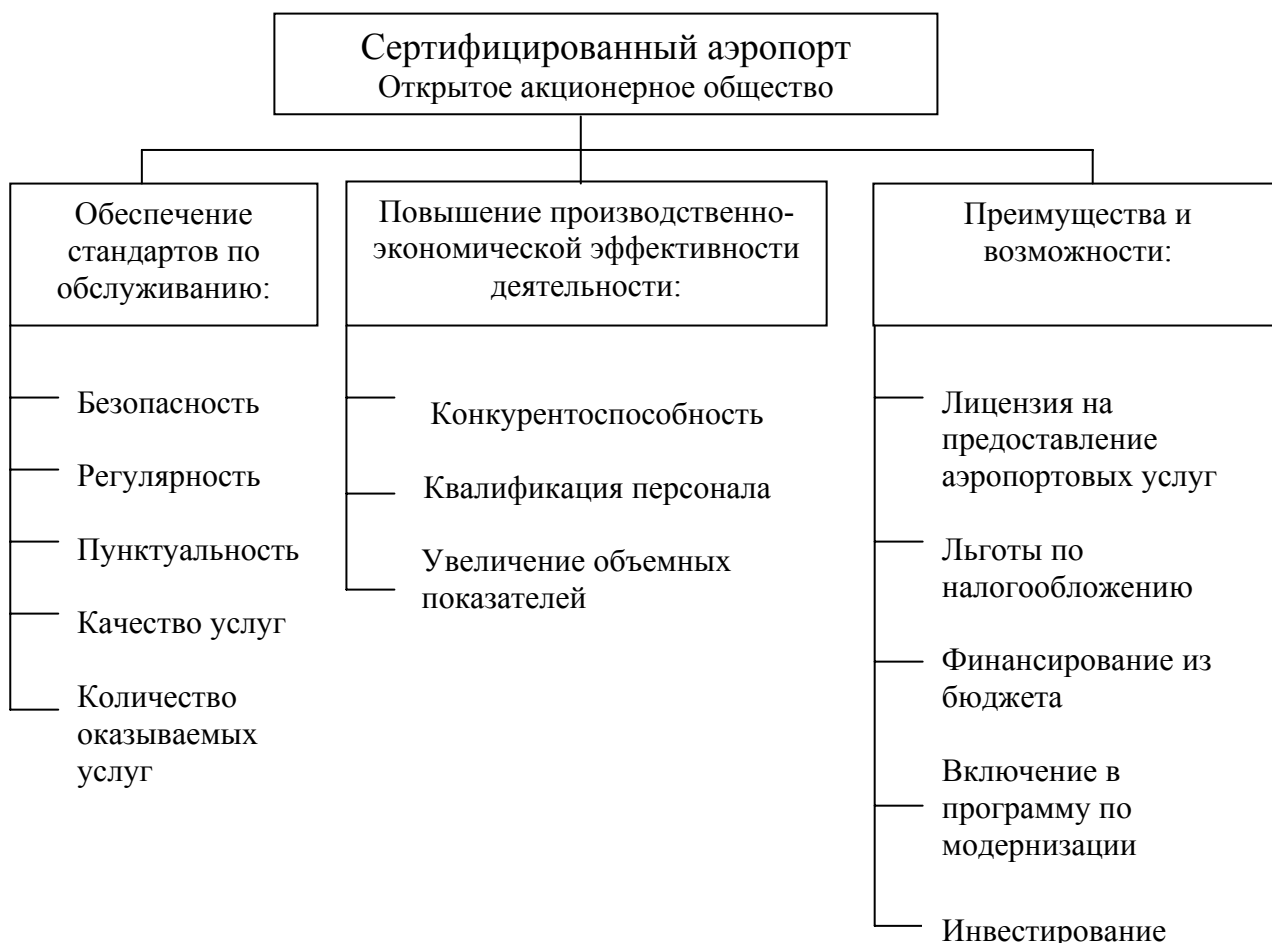 Сертифицированный аэропорт
Открытое акционерное общество
Обеспечение
стандартов по
обслуживанию:
Безопасность
Регулярность
Пунктуальность
Качество услуг
Количество
оказываемых
услуг
Повышение производственно-
экономической эффективности
деятельности:
Конкурентоспособность
Квалификация персонала
Увеличение объемных
показателей
Преимущества и
возможности:
Лицензия на
предоставление
аэропортовых услуг
Льготы по
налогообложению
Финансирование из
бюджета
Включение в
программу по
модернизации
Инвестирование